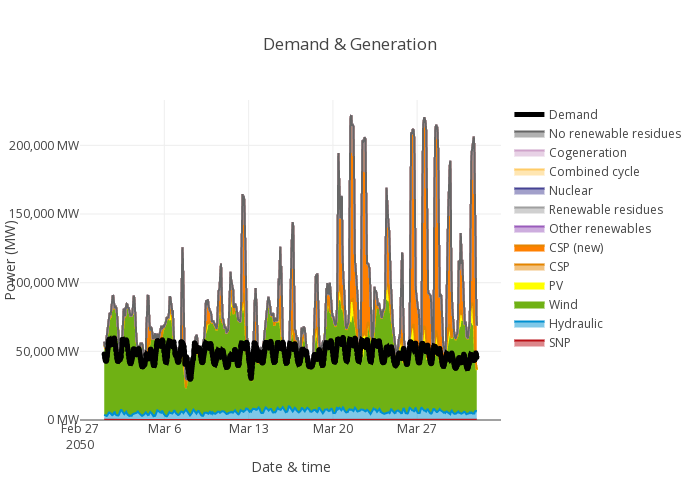 Demand & Generation
Power (MW)
200,000 MW
150,000 MW
100,000 MW
50,000 MW
0 MW
Feb 27
2050
Mar 6
Mar 13
Mar 20
Mar 27
Date & time
Demand
No renewable residues
Cogeneration
Combined cycle
Nuclear
Renewable residues
Other renewables
CSP (new)
CSP
PV
Wind
Hydraulic
SNP